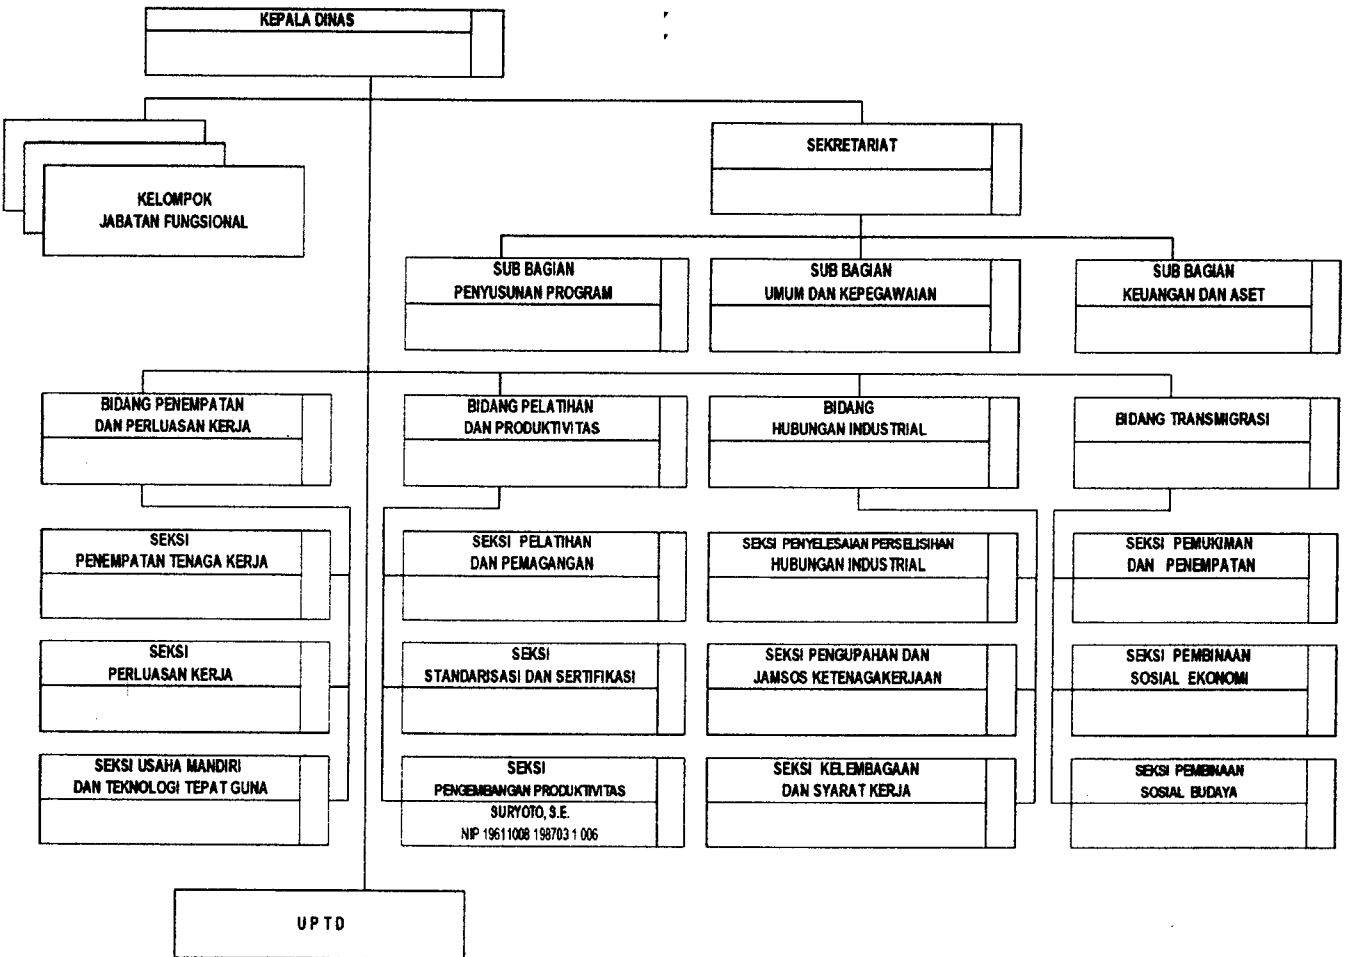 KEPALA DINAS
SEKRETARIAT
KELOMPOK
JABATAN FUNGSIONAL
SUB BAGIAN
PENYUSUNAN PROGRAM
SUB BAGIAN
UMUM DAN KEPEGAWAIAN
SUB BAGIAN
KEUANGAN DAN ASET
BIDANG PENEMPATAN
DAN PERLUASAN KERJA
BIDANG PELATIHAN
DAN PRODUKTIVITAS
BIDANG
HUBUNGAN INDUSTRIAL
BIDANG TRANSMIGRASI
SEKSI
PENEMPATAN TENAGA KERJA
SEKSI PELATIHAN
DAN PEMAGANGAN
SEKSI PENYELESAIAN PERSELISIHAN
HUBUNGAN INDUSTRIAL
SEKSI PEMUKIMAN
DAN PENEMPATAN
SEKSI
PERLUASAN KERJA
SEKSI
STANDARISASI DAN SERTIFIKASI
SEKSI PENGUPAHAN DAN
JAMSOS KETENAGAKERJAAN
SEKSI PEMBINAAN
SOSIAL EKONOMI
SEKSI USAHA MANDIRI
DAN TEKNOLOGI TEPAT GUNA
SEKSI
PENGEMBANGAN PRODUKTIVITAS
SURYOTO, S.E.
NIP 19611008 198703 1 006
SEKSI KELEMBAGAAN
DAN SYARAT KERJA
SEKSI PEMBINAAN
SOSIAL BUDAYA
UPTD